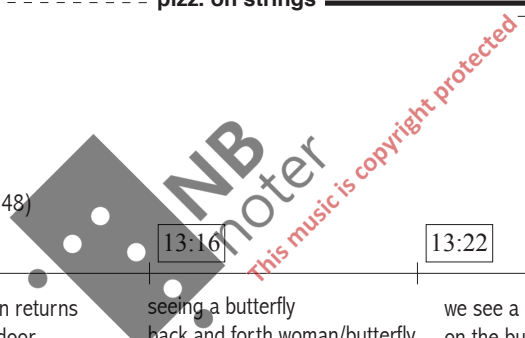 pizz. on strings
48)
NB
noter
This music is copyright protected
13:16
13:22
n returns
seeing a butterfly
we see a
door
back and forth woman/butterfly
on the bu